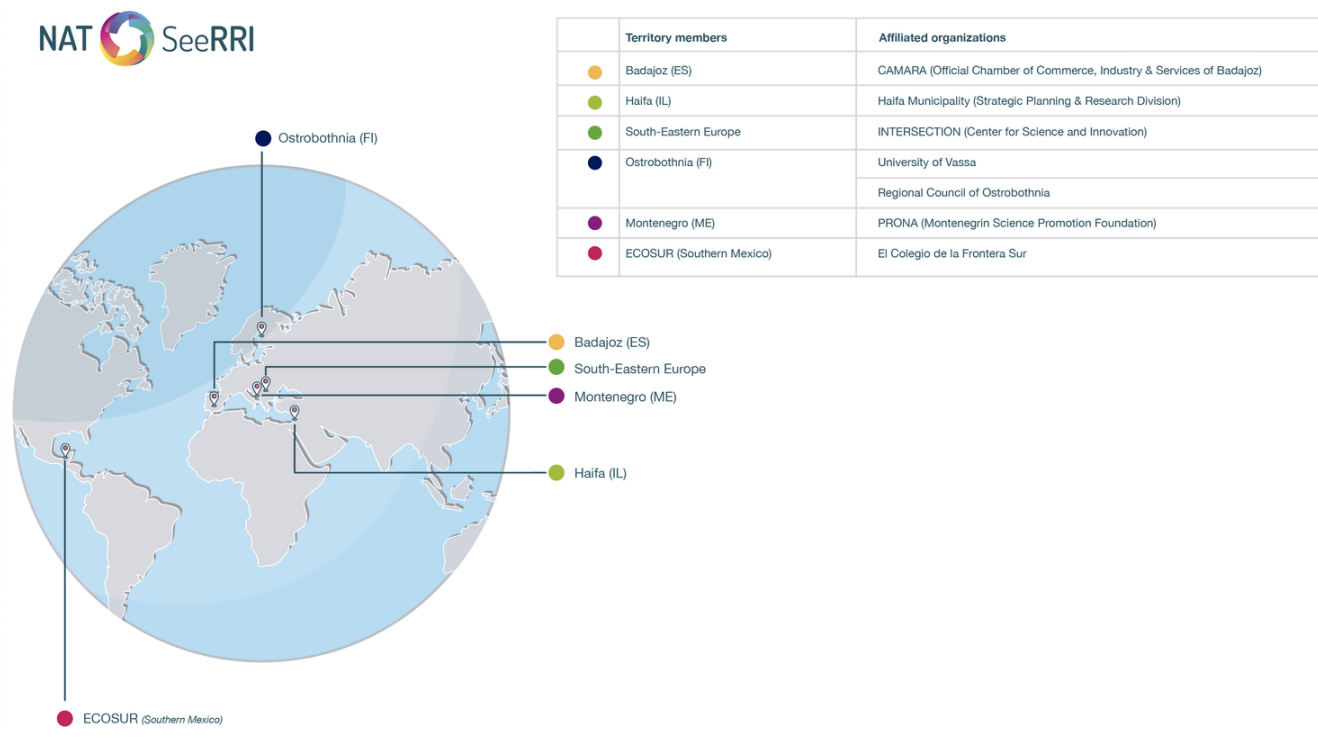 NAT SeeRRI
Territory members Affiliated organizations
Badajoz (ES) CAMARA (Official Chamber of Commerce, Industry & Services of Badajoz)
Haifa (IL) Haifa Municipality (Strategic Planning & Research Division)
South-Eastern Europe INTERSECTION (Center for Science and Innovation)
Ostrobothnia (FI) University of Vassa
Regional Council of Ostrobothnia
Montenegro (ME) PRONA (Montenegrin Science Promotion Foundation)
ECOSUR (Southern Mexico) El Colegio de la Frontera Sur
Ostrobothnia (FI)
Badajoz (ES)
South-Eastern Europe
Montenegro (ME)
Haifa (IL)
ECOSUR (Southern Mexico)